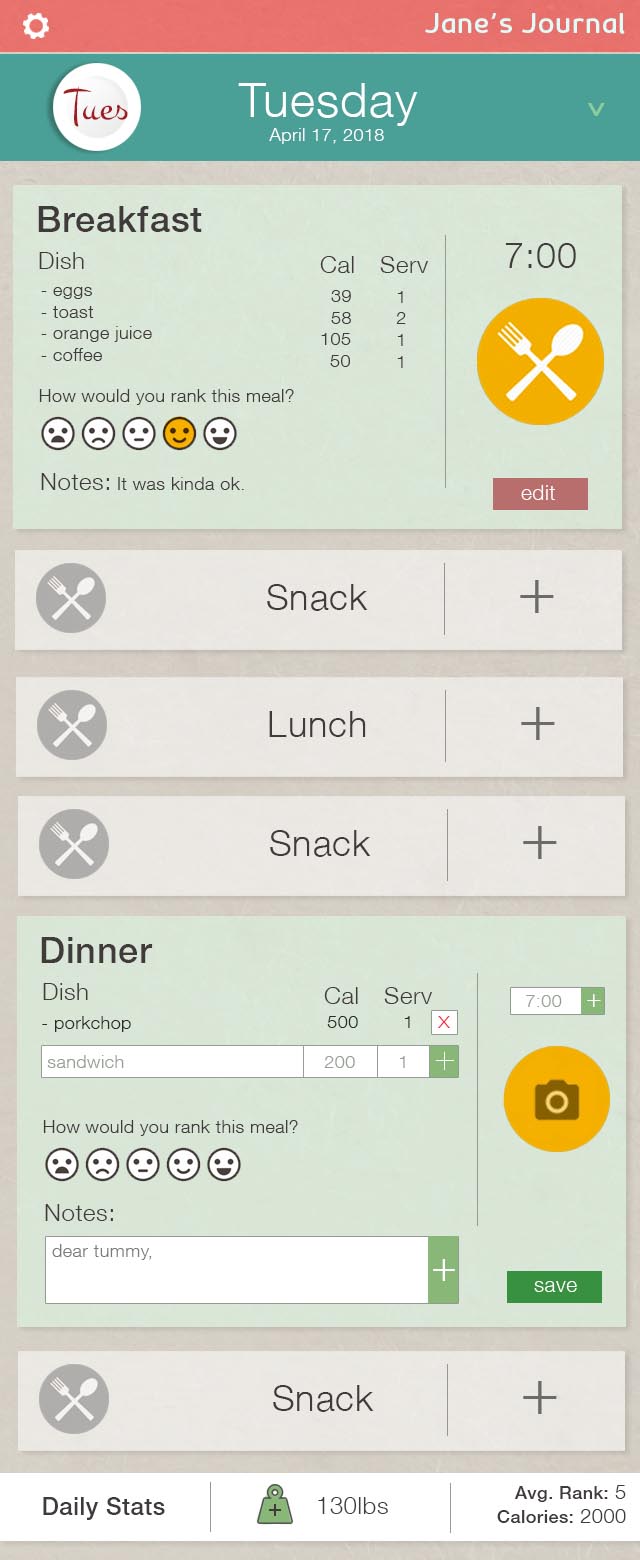 Jane's Journal
Tues
Tuesday
April 17, 2018
v
Breakfast
7:00
Dish Cal Serv
- eggs 39 1
- toast 58 2
- orange juice 105 1
- coffee 50 1
How would you rank this meal?
Notes: It was kinda ok.
edit
Snack +
Lunch +
Snack +
Dinner
Dish Cal Serv
7:00 +
- porkchop 500 1 X
sandwich 200 1 +
How would you rank this meal?
Notes:
dear tummy,
+
save
Snack +
Daily Stats
+
130lbs
Avg. Rank: 5
Calories: 2000